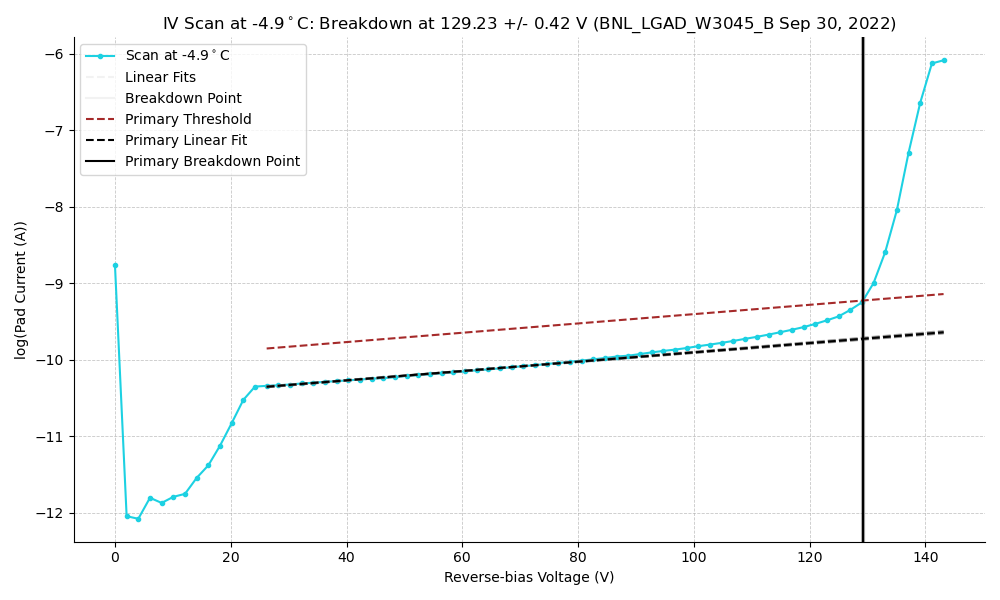 IV Scan at -4.9°C: Breakdown at 129.23 +/- 0.42 V (BNL_LGAD_W3045_B Sep 30, 2022)
Scan at -4.9°C
Linear Fits
Breakdown Point
Primary Threshold
Primary Linear Fit
Primary Breakdown Point
log(Pad Current (A))
−6
−7
−8
−9
−10
−11
−12
0 20 40 60 80 100 120 140
Reverse-bias Voltage (V)